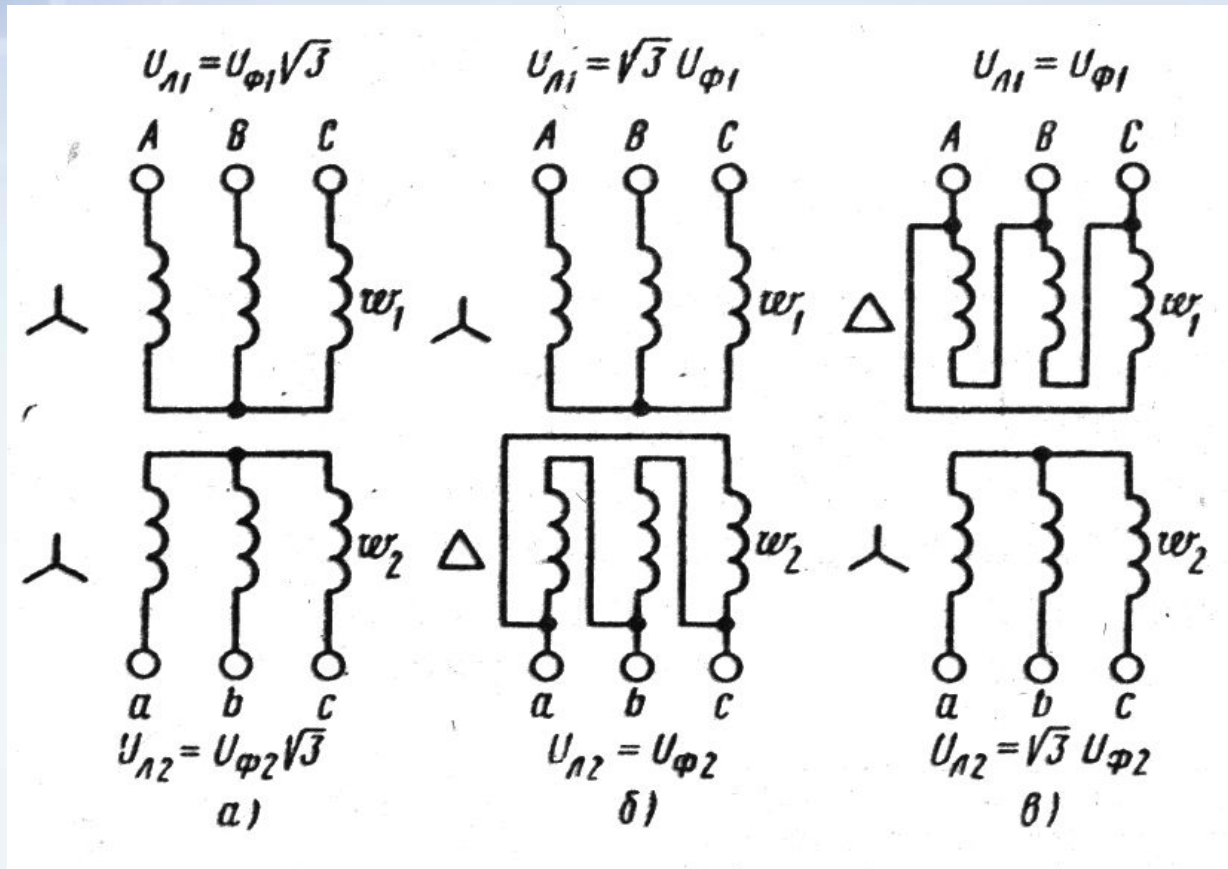 Uл1 = Uф1√3 Uл1 = √3 Uф1 Uл1 = Uф1
A B C A B C A B C
w1 w1 w1
w2 w2 w2
a b c a b c a b c
Uл2 = Uф2√3 Uл2 = Uф2 Uл2 = √3 Uф2
а) б) в)